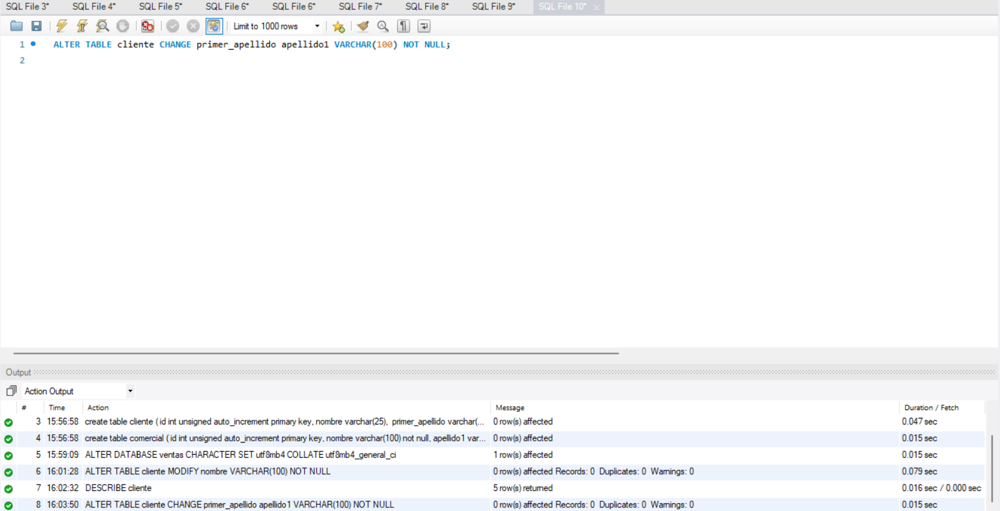 SQL File 3* SQL File 4* SQL File 5* SQL File 6* SQL File 6* SQL File 7* SQL File 8* SQL File 9* SQL File 10*
Limit to 1000 rows
1 ALTER TABLE cliente CHANGE primer_apellido apellido1 VARCHAR(100) NOT NULL;
2
Output
Action Output
# Time Action Message Duration / Fetch
3 15:56:58 create table cliente ( id int unsigned auto_increment primary key, nombre varchar(25), primer_apellido varchar(... 0 row(s) affected 0.047 sec
4 15:56:58 create table comercial ( id int unsigned auto_increment primary key, nombre varchar(100) not null, apellido1 var... 0 row(s) affected 0.015 sec
5 15:59:09 ALTER DATABASE ventas CHARACTER SET utf8mb4 COLLATE utf8mb4_general_ci 1 row(s) affected 0.015 sec
6 16:01:28 ALTER TABLE cliente MODIFY nombre VARCHAR(100) NOT NULL 0 row(s) affected Records: 0 Duplicates: 0 Warnings: 0 0.079 sec
7 16:02:32 DESCRIBE cliente 5 row(s) returned 0.016 sec / 0.000 sec
8 16:03:50 ALTER TABLE cliente CHANGE primer_apellido apellido1 VARCHAR(100) NOT NULL 0 row(s) affected Records: 0 Duplicates: 0 Warnings: 0 0.015 sec